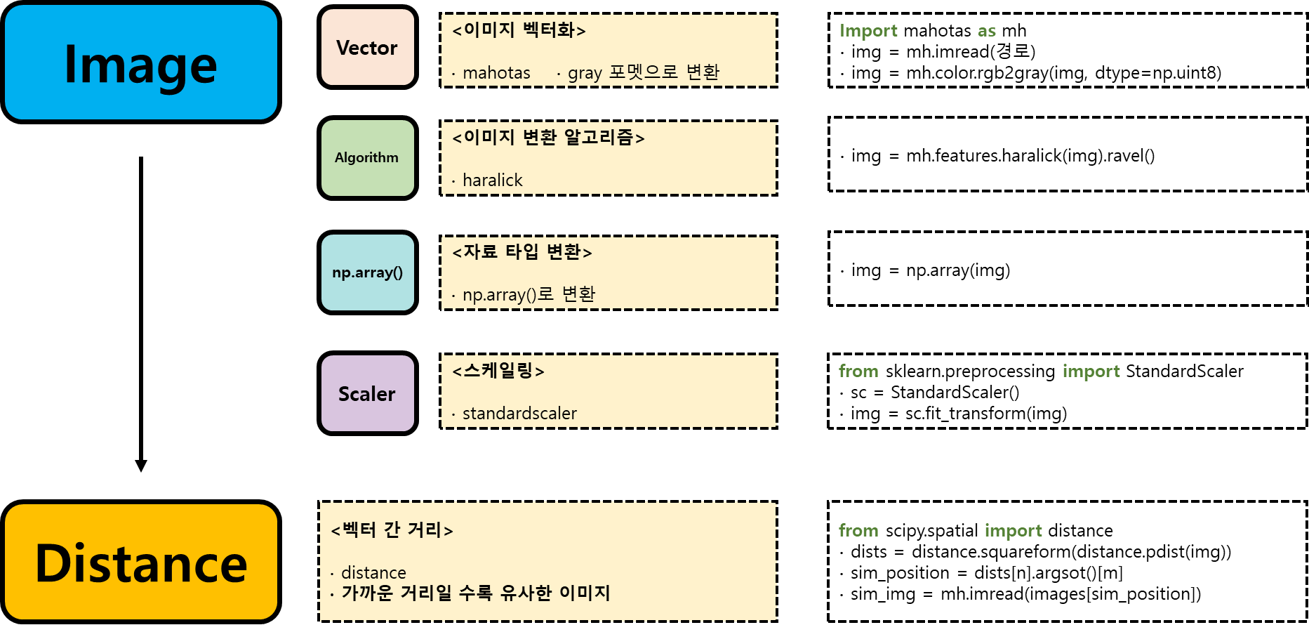 Image
Vector
<이미지 벡터화>
· mahotas · gray 포멧으로 변환
Import mahotas as mh
· img = mh.imread(경로)
· img = mh.color.rgb2gray(img, dtype=np.uint8)
Algorithm
<이미지 변환 알고리즘>
· haralick
· img = mh.features.haralick(img).ravel()
np.array()
<자료 타입 변환>
· np.array()로 변환
· img = np.array(img)
Scaler
<스케일링>
· standardscaler
from sklearn.preprocessing import StandardScaler
· sc = StandardScaler()
· img = sc.fit_transform(img)
Distance
<벡터 간 거리>
· distance
· 가까운 거리일 수록 유사한 이미지
from scipy.spatial import distance
· dists = distance.squareform(distance.pdist(img))
· sim_position = dists[n].argsot()[m]
· sim_img = mh.imread(images[sim_position])